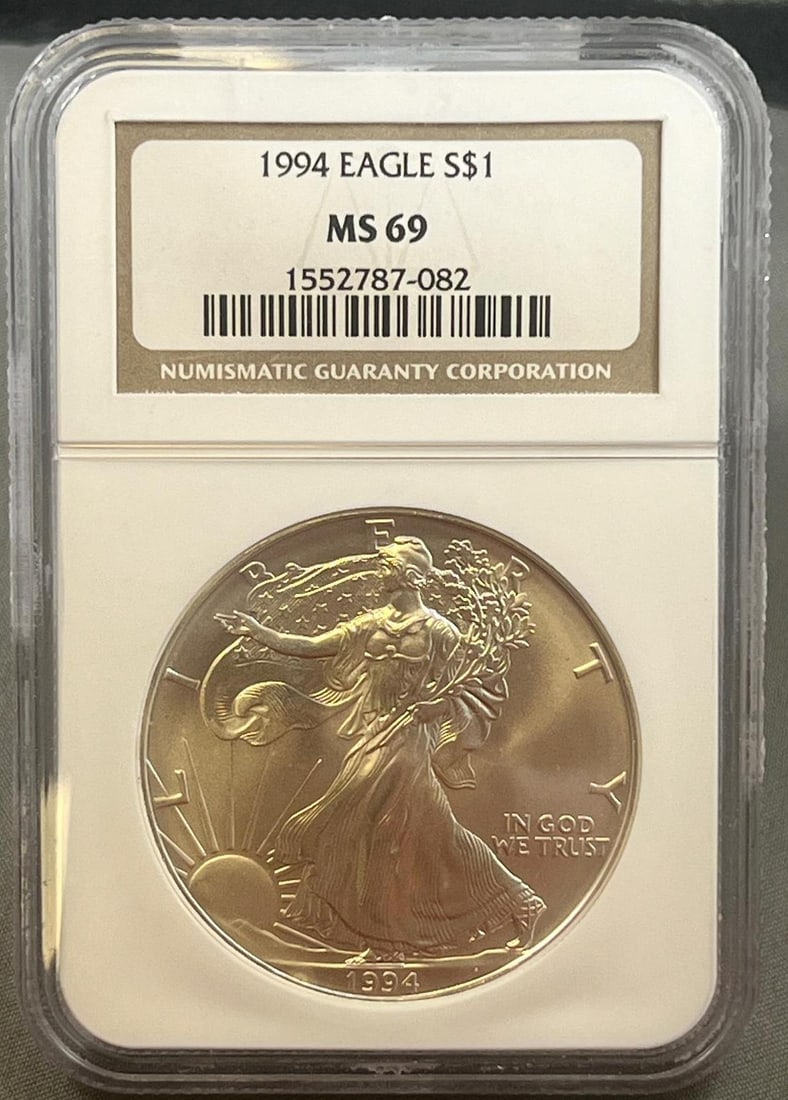 1994 EAGLE S$1
MS 69
1552787-082
NUMISMATIC GUARANTY CORPORATION
LIBERTY
IN GOD
WE TRUST
1994